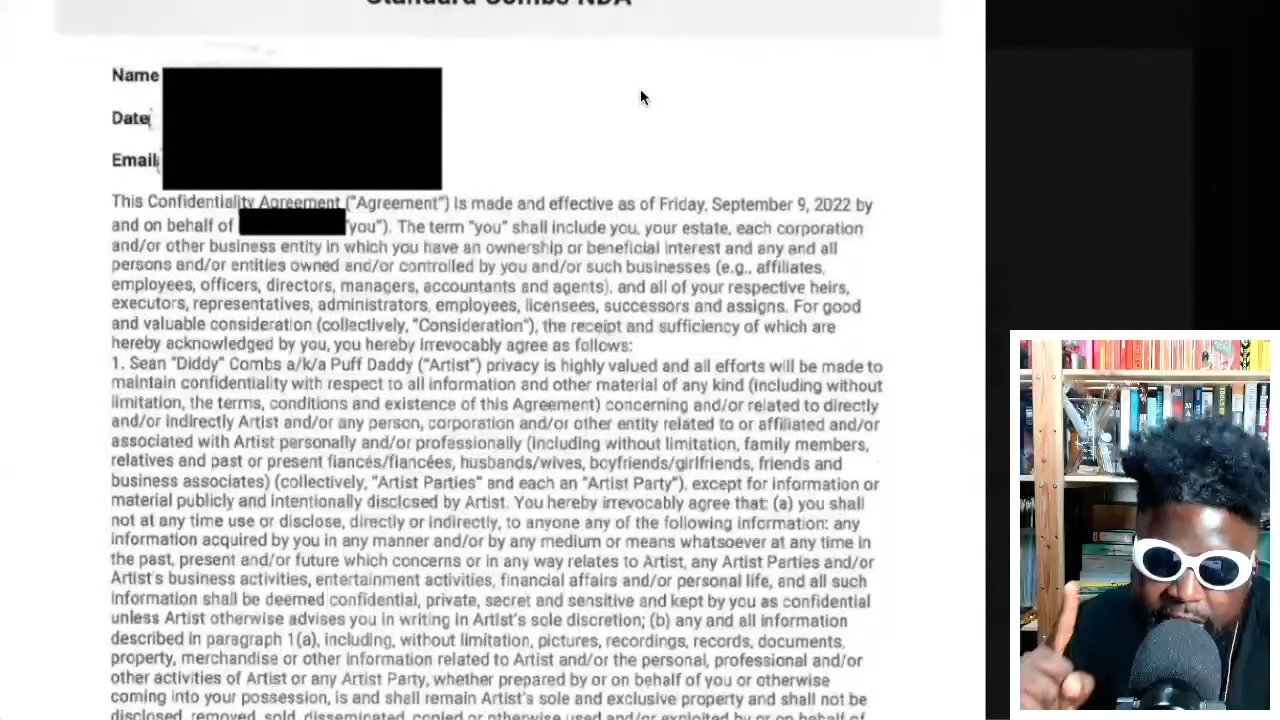 Standard Combs NDA
Name
Date
Email
This Confidentiality Agreement ("Agreement") is made and effective as of Friday, September 9, 2022 by
and on behalf of "you"). The term "you" shall include you, your estate, each corporation
and/or other business entity in which you have an ownership or beneficial interest and any and all
persons and/or entities owned and/or controlled by you and/or such businesses (e.g., affiliates,
employees, officers, directors, managers, accountants and agents), and all of your respective heirs,
executors, representatives, administrators, employees, licensees, successors and assigns. For good
and valuable consideration (collectively, "Consideration"), the receipt and sufficiency of which are
hereby acknowledged by you, you hereby irrevocably agree as follows:
1. Sean "Diddy" Combs a/k/a Puff Daddy ("Artist") privacy is highly valued and all efforts will be made to
maintain confidentiality with respect to all information and other material of any kind (including without
limitation, the terms, conditions and existence of this Agreement) concerning and/or related to directly
and/or indirectly Artist and/or any person, corporation and/or other entity related to or affiliated and/or
associated with Artist personally and/or professionally (including without limitation, family members,
relatives and past or present fiancés/fiancées, husbands/wives, boyfriends/girlfriends, friends and
business associates) (collectively, "Artist Parties" and each an "Artist Party"), except for information or
material publicly and intentionally disclosed by Artist. You hereby irrevocably agree that: (a) you shall
not at any time use or disclose, directly or indirectly, to anyone any of the following information: any
information acquired by you in any manner and/or by any medium or means whatsoever at any time in
the past, present and/or future which concerns or in any way relates to Artist, any Artist Parties and/or
Artist's business activities, entertainment activities, financial affairs and/or personal life, and all such
information shall be deemed confidential, private, secret and sensitive and kept by you as confidential
unless Artist otherwise advises you in writing in Artist's sole discretion; (b) any and all information
described in paragraph 1(a), including, without limitation, pictures, recordings, records, documents,
property, merchandise or other information related to Artist and/or the personal, professional and/or
other activities of Artist or any Artist Party, whether prepared by or on behalf of you or otherwise
coming into your possession, is and shall remain Artist's sole and exclusive property and shall not be
disclosed, removed, sold, disseminated, copied or otherwise used and/or exploited by or on behalf of